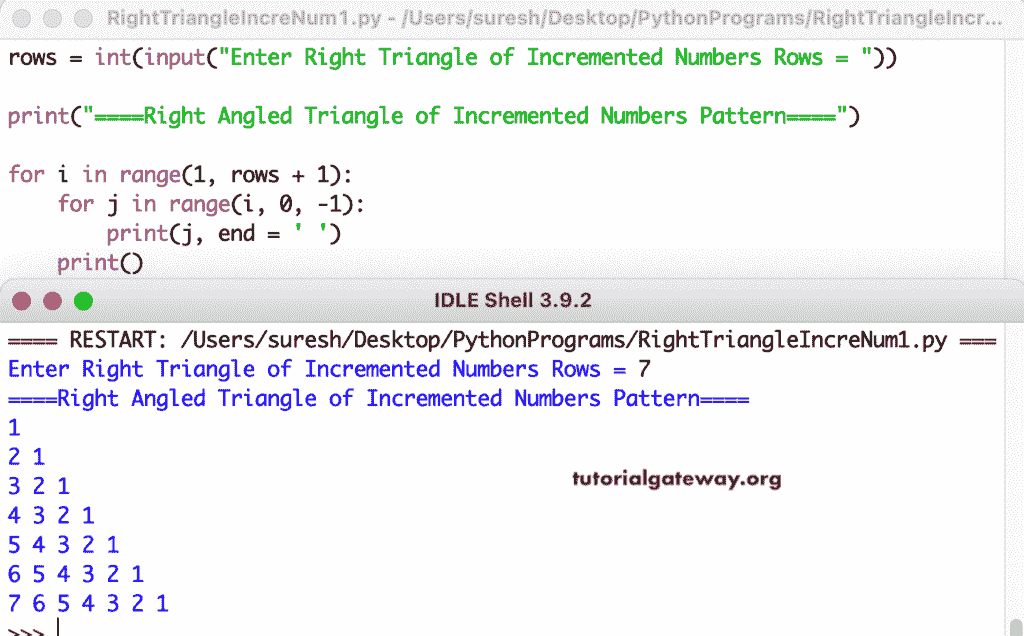 RightTriangleIncreNum1.py - /Users/suresh/Desktop/PythonPrograms/RightTriangleIncr...
rows = int(input("Enter Right Triangle of Incremented Numbers Rows = "))
print("====Right Angled Triangle of Incremented Numbers Pattern====")
for i in range(1, rows + 1):
    for j in range(i, 0, -1):
        print(j, end = ' ')
    print()
IDLE Shell 3.9.2
==== RESTART: /Users/suresh/Desktop/PythonPrograms/RightTriangleIncreNum1.py ===
Enter Right Triangle of Incremented Numbers Rows = 7
====Right Angled Triangle of Incremented Numbers Pattern====
1
2 1
3 2 1
tutorialgateway.org
4 3 2 1
5 4 3 2 1
6 5 4 3 2 1
7 6 5 4 3 2 1
>>>